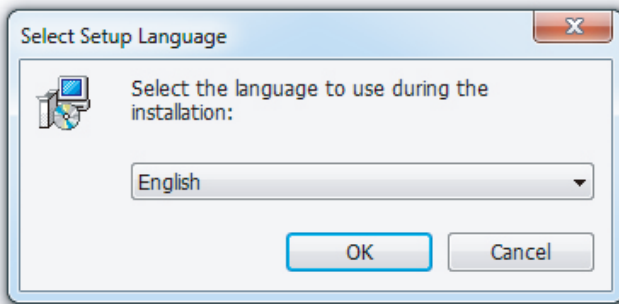 Select Setup Language
Select the language to use during the
installation:
English
OK
Cancel